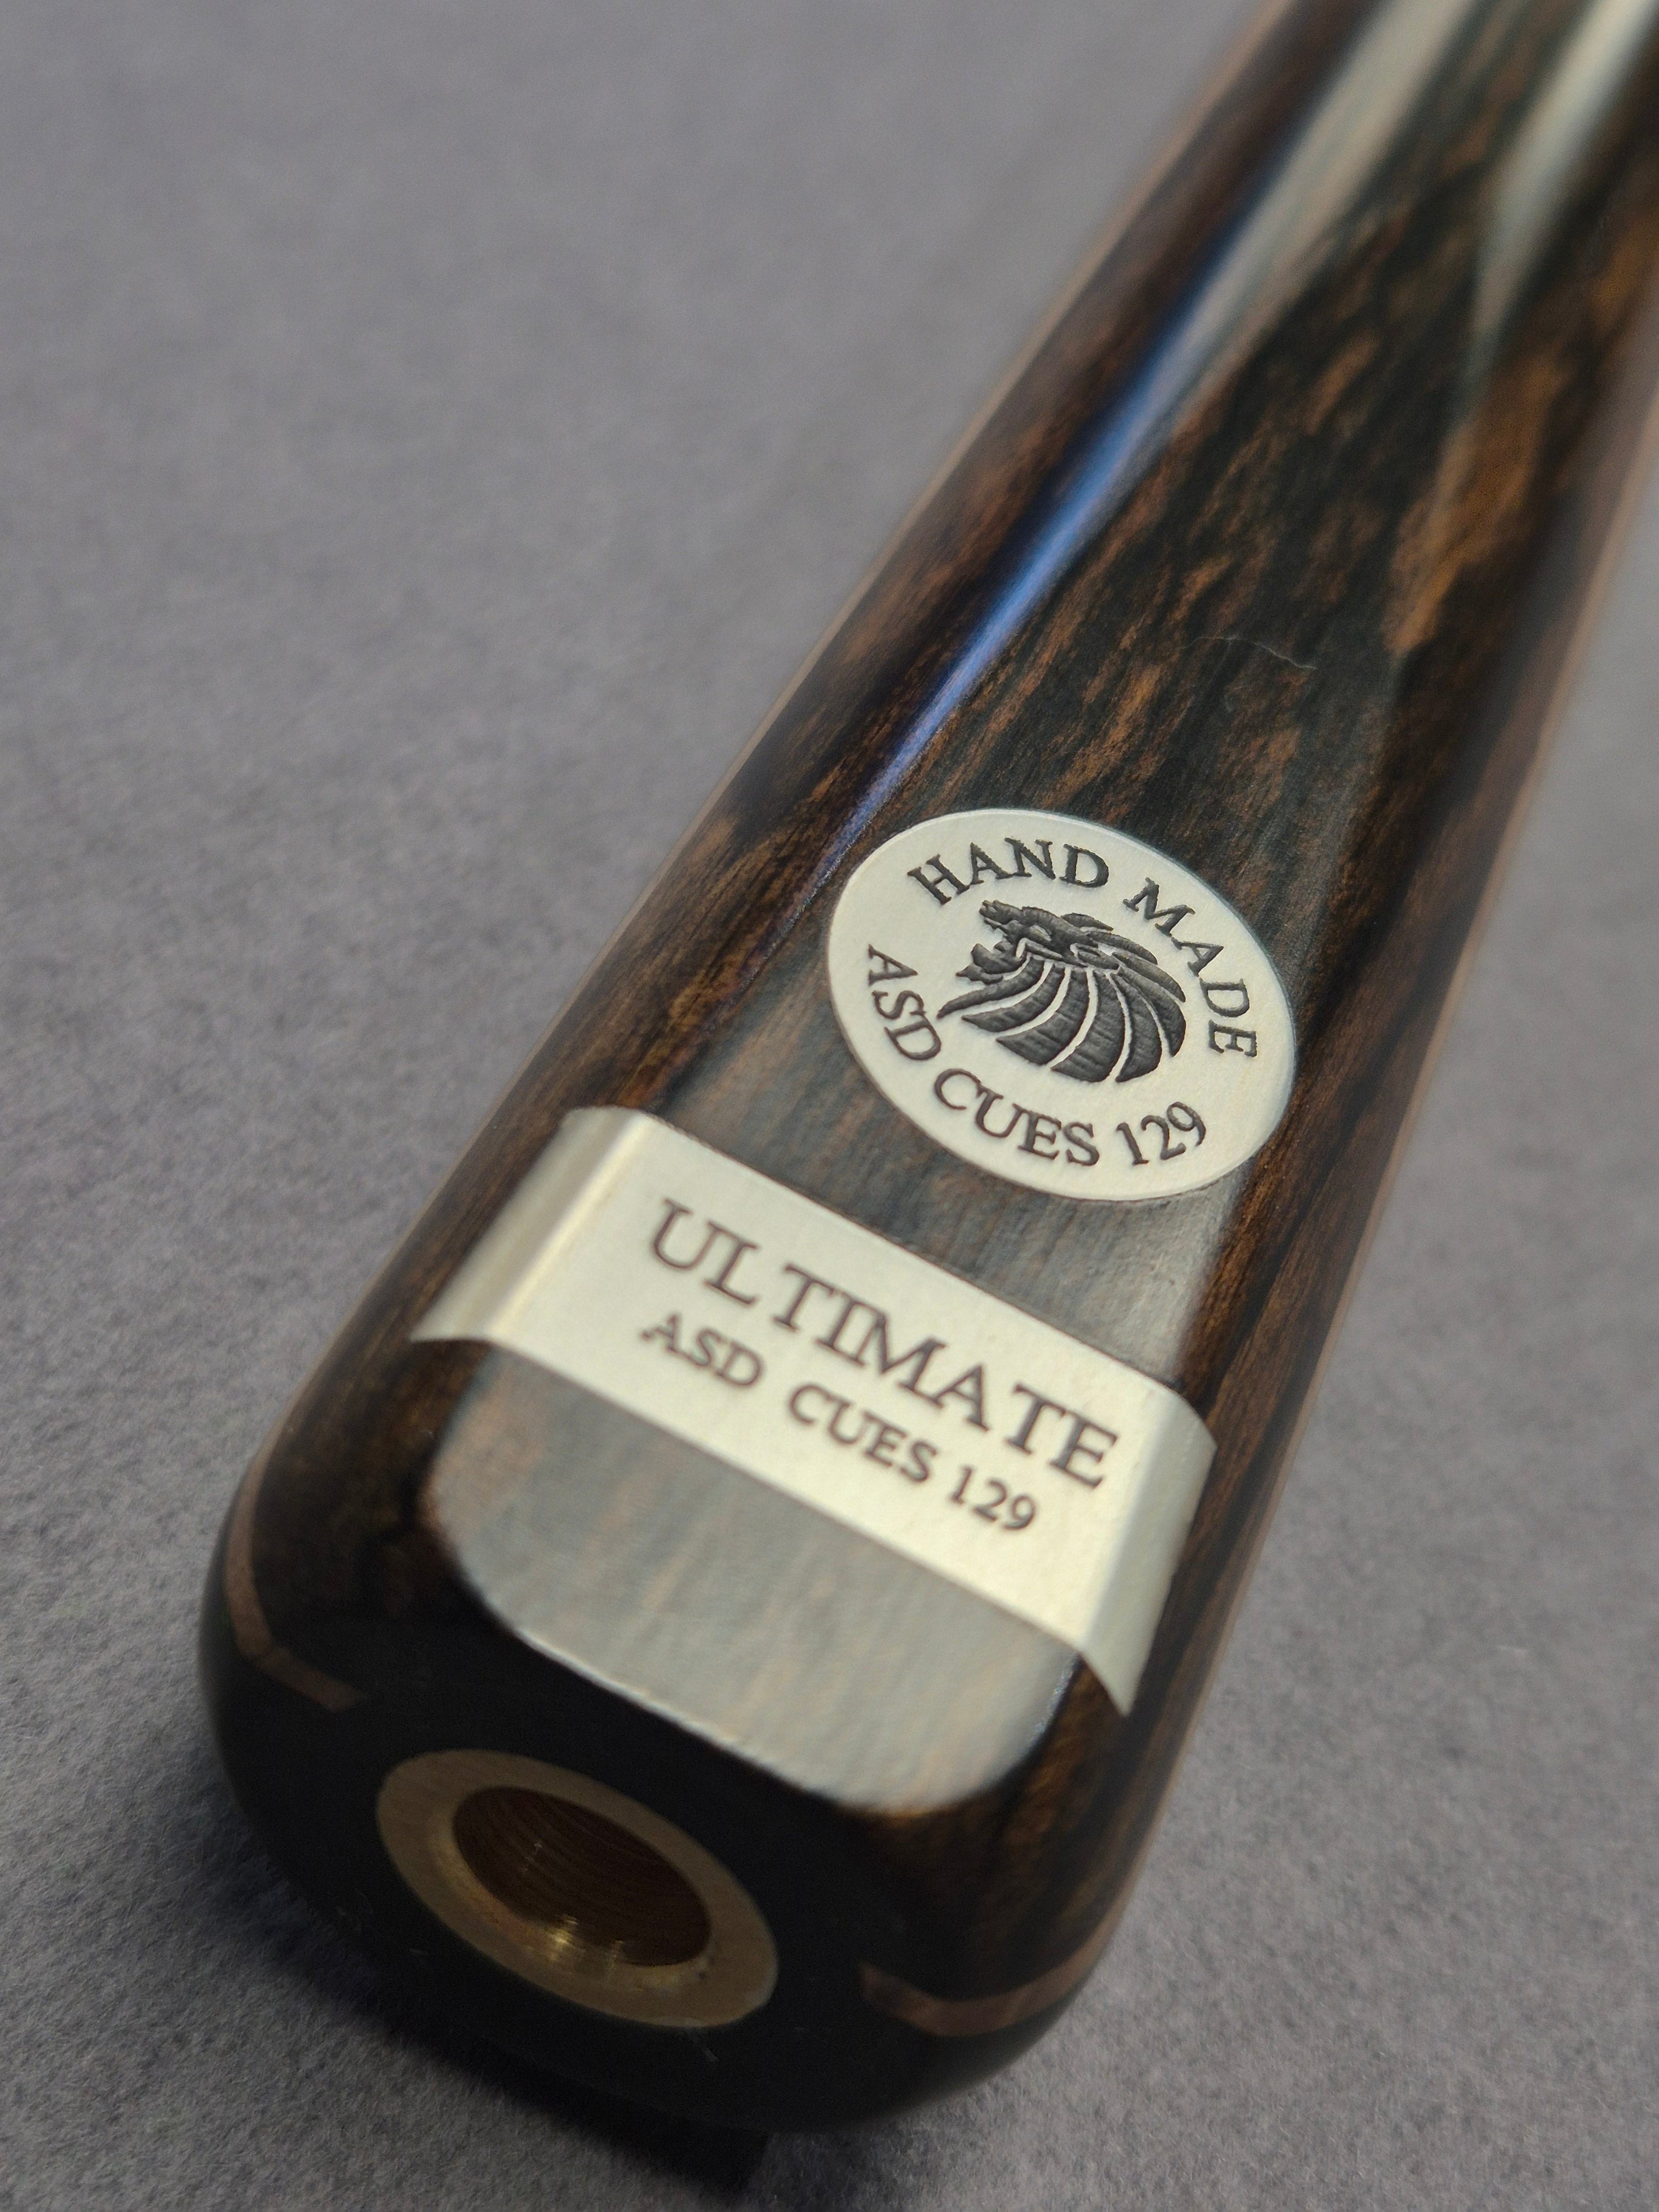 HAND MADE
ASD CUES 129
ULTIMATE
ASD CUES 129